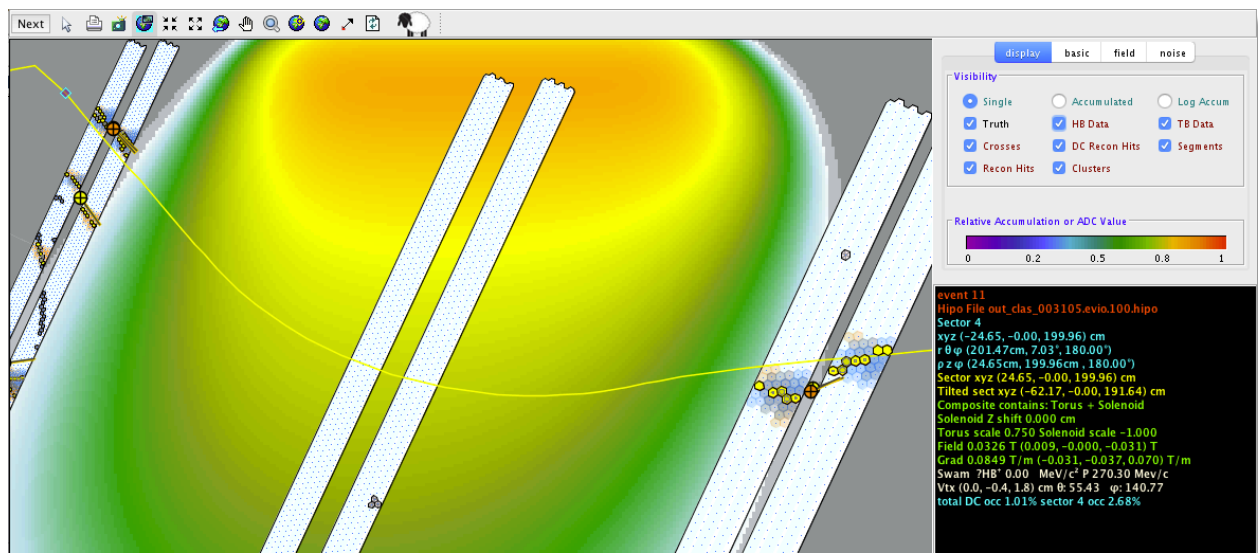 Next
display basic field noise
Visibility
Single Accumulated Log Accum
Truth HB Data TB Data
Crosses DC Recon Hits Segments
Recon Hits Clusters
Relative Accumulation or ADC Value
0 0.2 0.5 0.8 1
event 11
Hipo File out_clas_003105.evio.100.hipo
Sector 4
xyz (-24.65, -0.00, 199.96) cm
r θ φ (201.47cm, 7.03°, 180.00°)
ρ z φ (24.65cm, 199.96cm , 180.00°)
Sector xyz (24.65, -0.00, 199.96) cm
Tilted sect xyz (-62.17, -0.00, 191.64) cm
Composite contains: Torus + Solenoid
Solenoid Z shift 0.000 cm
Torus scale 0.750 Solenoid scale -1.000
Field 0.0326 T (0.009, -0.000, -0.031) T
Grad 0.0849 T/m (-0.031, -0.037, 0.070) T/m
Swam ?HB⁺ 0.00 MeV/c² P 270.30 Mev/c
Vtx (0.0, -0.4, 1.8) cm θ: 55.43 φ: 140.77
total DC occ 1.01% sector 4 occ 2.68%